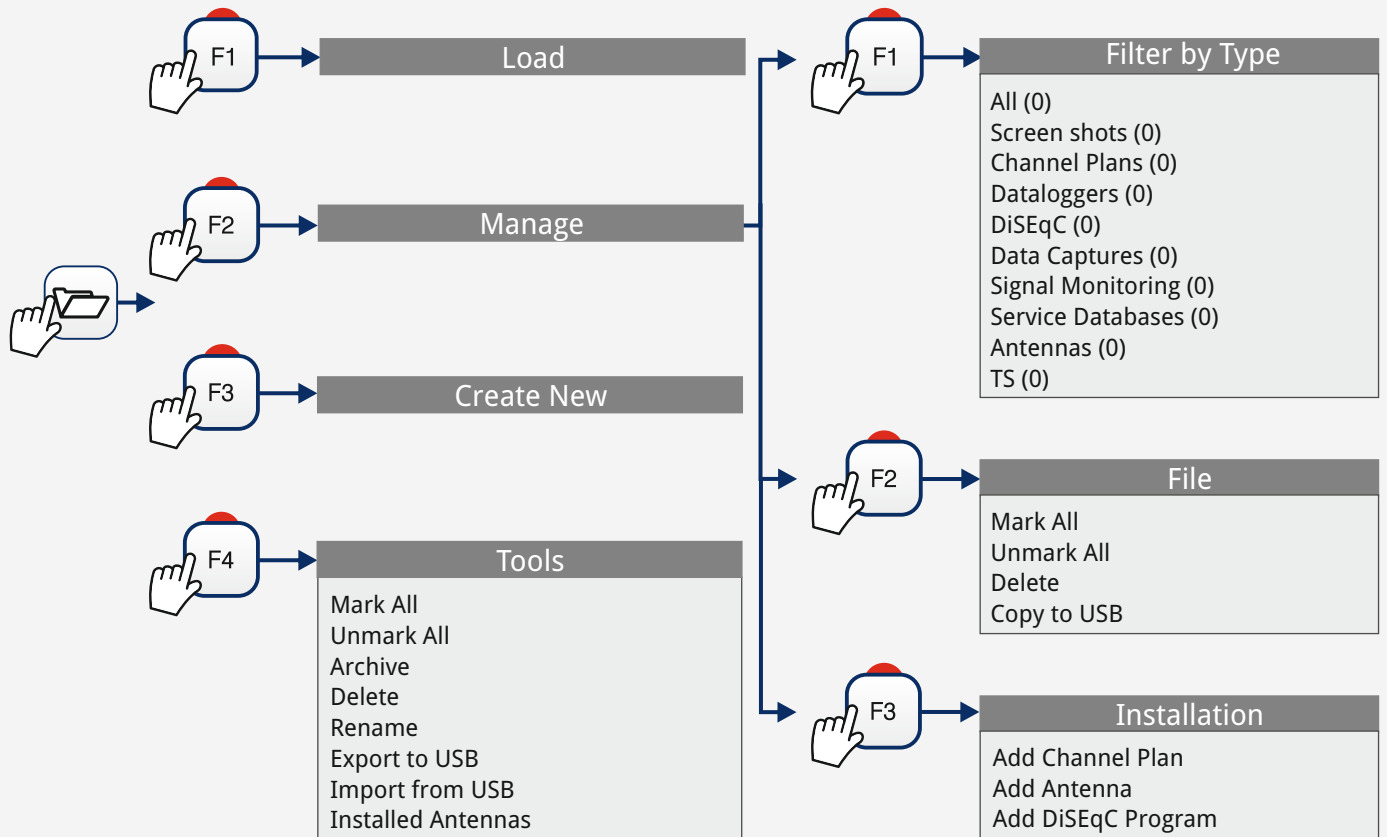 F1
Load
F2
Manage
F3
Create New
F4
Tools
Mark All
Unmark All
Archive
Delete
Rename
Export to USB
Import from USB
Installed Antennas
F1
Filter by Type
All (0)
Screen shots (0)
Channel Plans (0)
Dataloggers (0)
DiSEqC (0)
Data Captures (0)
Signal Monitoring (0)
Service Databases (0)
Antennas (0)
TS (0)
F2
File
Mark All
Unmark All
Delete
Copy to USB
F3
Installation
Add Channel Plan
Add Antenna
Add DiSEqC Program